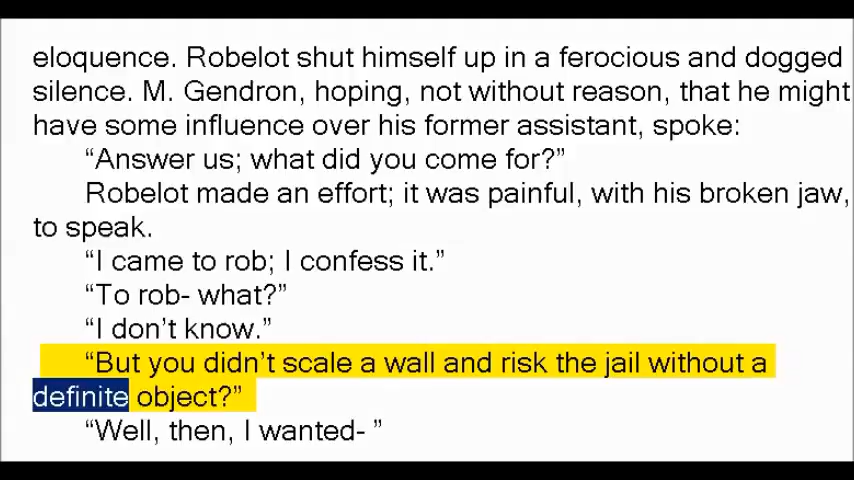 eloquence. Robelot shut himself up in a ferocious and dogged
silence. M. Gendron, hoping, not without reason, that he might
have some influence over his former assistant, spoke:
“Answer us; what did you come for?”
Robelot made an effort; it was painful, with his broken jaw,
to speak.
“I came to rob; I confess it.”
“To rob- what?”
“I don’t know.”
“But you didn’t scale a wall and risk the jail without a
definite object?”
“Well, then, I wanted- ”